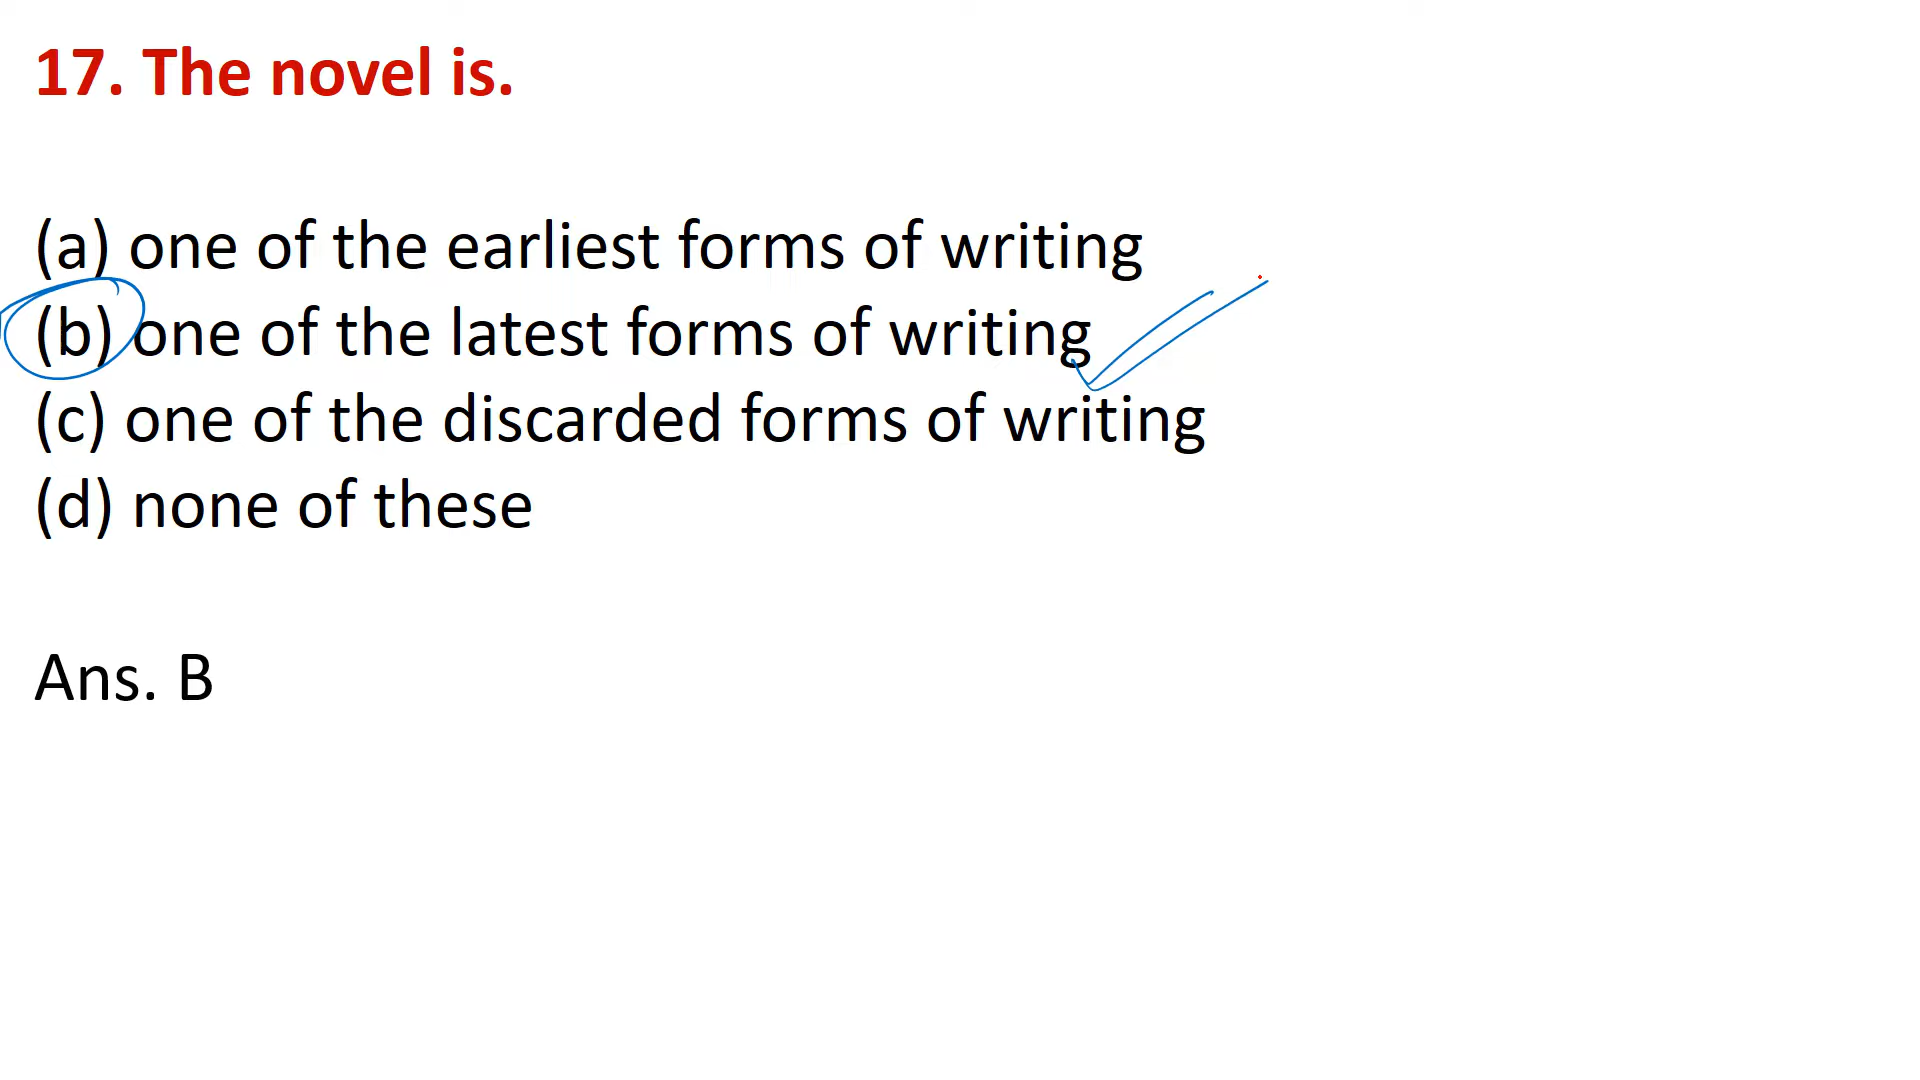 17. The novel is.
(a) one of the earliest forms of writing
(b) one of the latest forms of writing
(c) one of the discarded forms of writing
(d) none of these
Ans. B